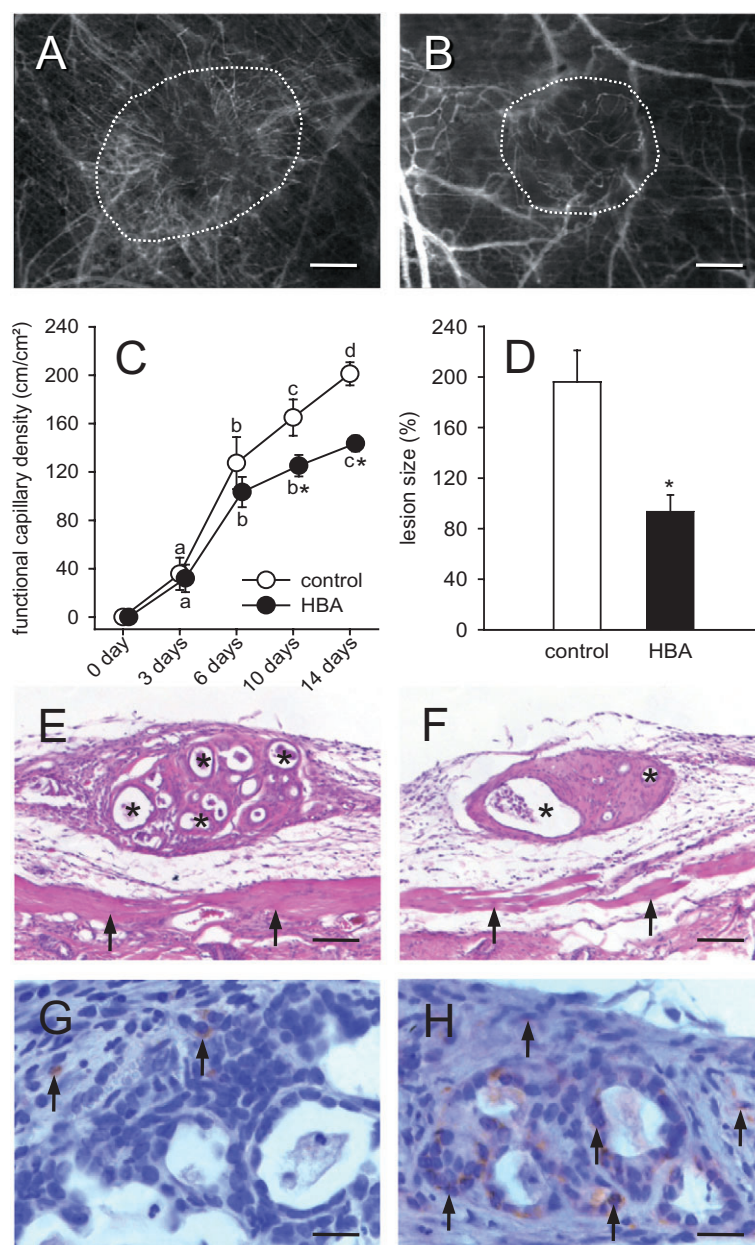 A
B
functional capillary density (cm/cm²)
240
200
160
120
80
40
0
C
a
a
b
b
c
b*
d
c*
control
HBA
0 day
3 days
6 days
10 days
14 days
lesion size (%)
240
200
160
120
80
40
0
D
*
control
HBA
E
*
*
*
*
F
*
*
G
H